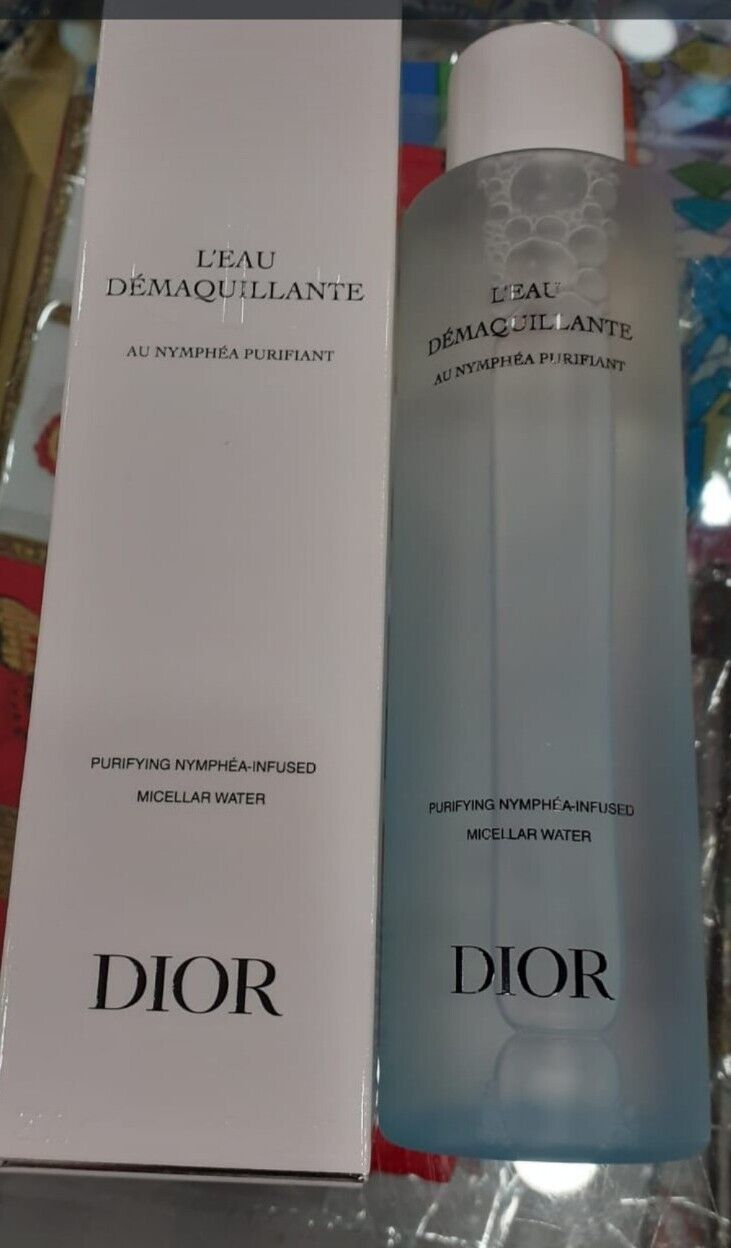 L'EAU
DÉMAQUILLANTE
AU NYMPHÉA PURIFIANT
PURIFYING NYMPHÉA-INFUSED
MICELLAR WATER
DIOR
L'EAU
DÉMAQUILLANTE
AU NYMPHÉA PURIFIANT
PURIFYING NYMPHÉA-INFUSED
MICELLAR WATER
DIOR